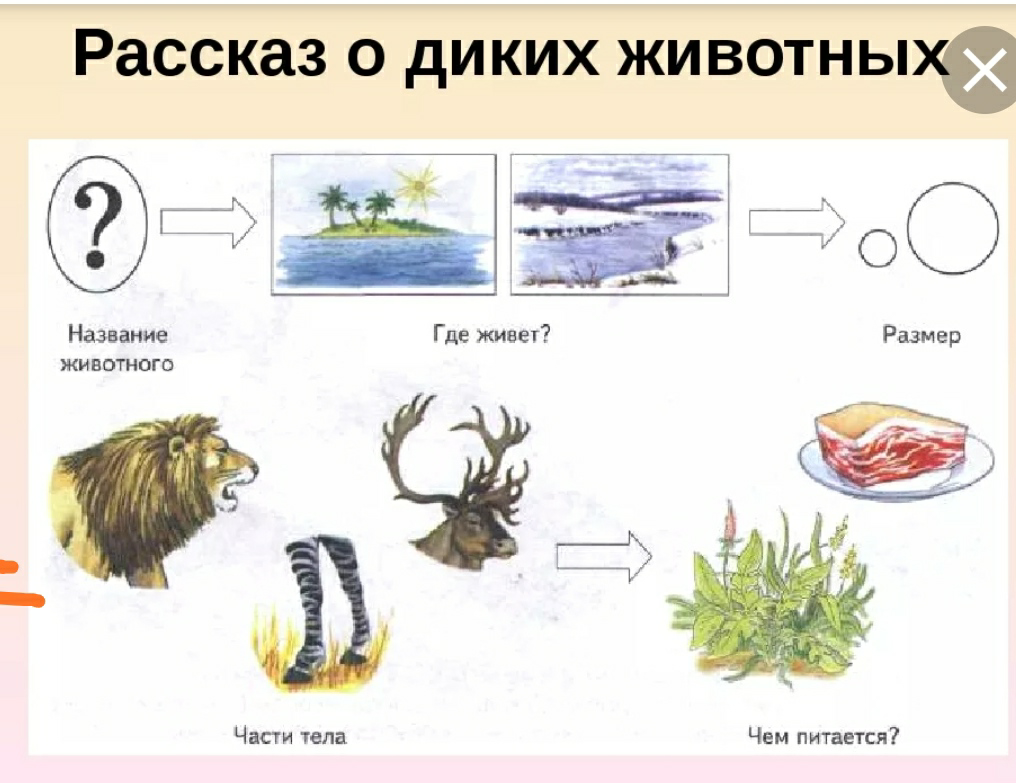 Рассказ о диких животных
?
Название
животного
Где живет?
Размер
Части тела
Чем питается?